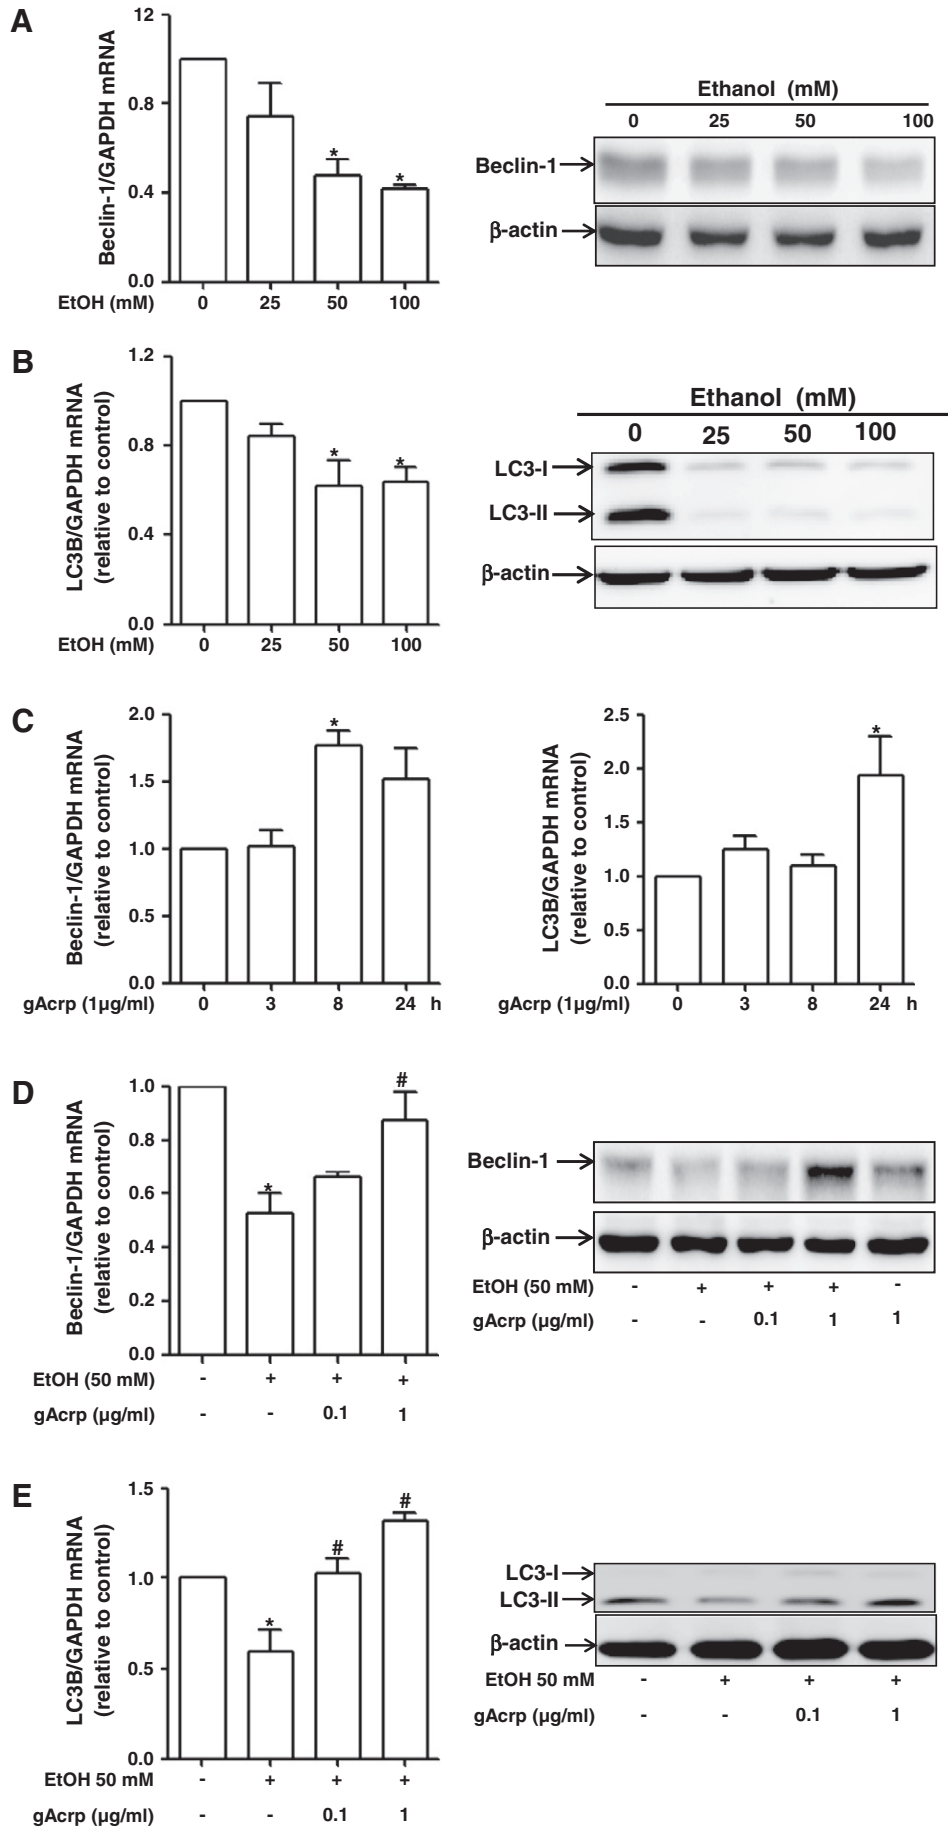 A
Beclin-1/GAPDH mRNA
12
0.8
0.4
0.0
* *
EtOH (mM) 0 25 50 100
Ethanol (mM)
0 25 50 100
Beclin-1
β-actin
B
LC3B/GAPDH mRNA
(relative to control)
1.2
0.8
0.4
0.0
* *
EtOH (mM) 0 25 50 100
Ethanol (mM)
0 25 50 100
LC3-I
LC3-II
β-actin
C
Beclin-1/GAPDH mRNA
(relative to control)
2.0
1.5
1.0
0.5
0.0
*
gAcrp (1μg/ml) 0 3 8 24 h
LC3B/GAPDH mRNA
(relative to control)
2.5
2.0
1.5
1.0
0.5
0.0
*
gAcrp (1μg/ml) 0 3 8 24 h
D
Beclin-1/GAPDH mRNA
(relative to control)
1.0
0.8
0.6
0.4
0.2
0.0
* #
EtOH (50 mM) - + + +
gAcrp (μg/ml) - - 0.1 1
Beclin-1
β-actin
EtOH (50 mM) - + + + -
gAcrp (μg/ml) - - 0.1 1 1
E
LC3B/GAPDH mRNA
(relative to control)
1.5
1.0
0.5
0.0
* # #
EtOH 50 mM - + + +
gAcrp (μg/ml) - - 0.1 1
LC3-I
LC3-II
β-actin
EtOH 50 mM - + + +
gAcrp (μg/ml) - - 0.1 1